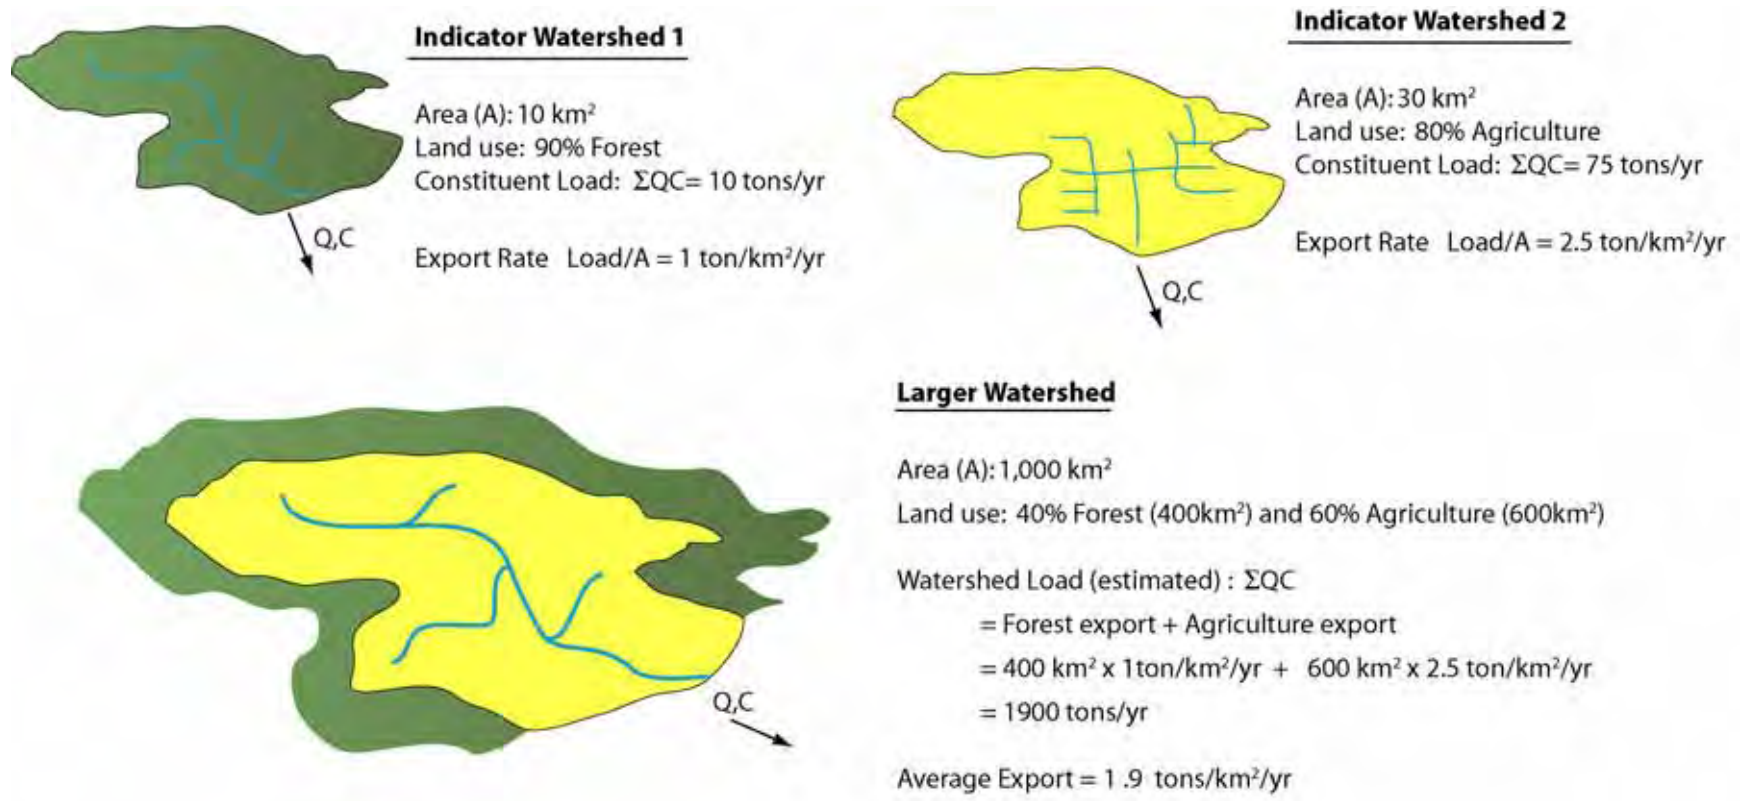 Indicator Watershed 1
Area (A): 10 km²
Land use: 90% Forest
Constituent Load: ΣQC= 10 tons/yr
Export Rate Load/A = 1 ton/km²/yr
Q,C
Indicator Watershed 2
Area (A): 30 km²
Land use: 80% Agriculture
Constituent Load: ΣQC= 75 tons/yr
Export Rate Load/A = 2.5 ton/km²/yr
Q,C
Larger Watershed
Area (A): 1,000 km²
Land use: 40% Forest (400km²) and 60% Agriculture (600km²)
Watershed Load (estimated) : ΣQC
= Forest export + Agriculture export
= 400 km² x 1ton/km²/yr + 600 km² x 2.5 ton/km²/yr
= 1900 tons/yr
Average Export = 1 .9 tons/km²/yr
Q,C